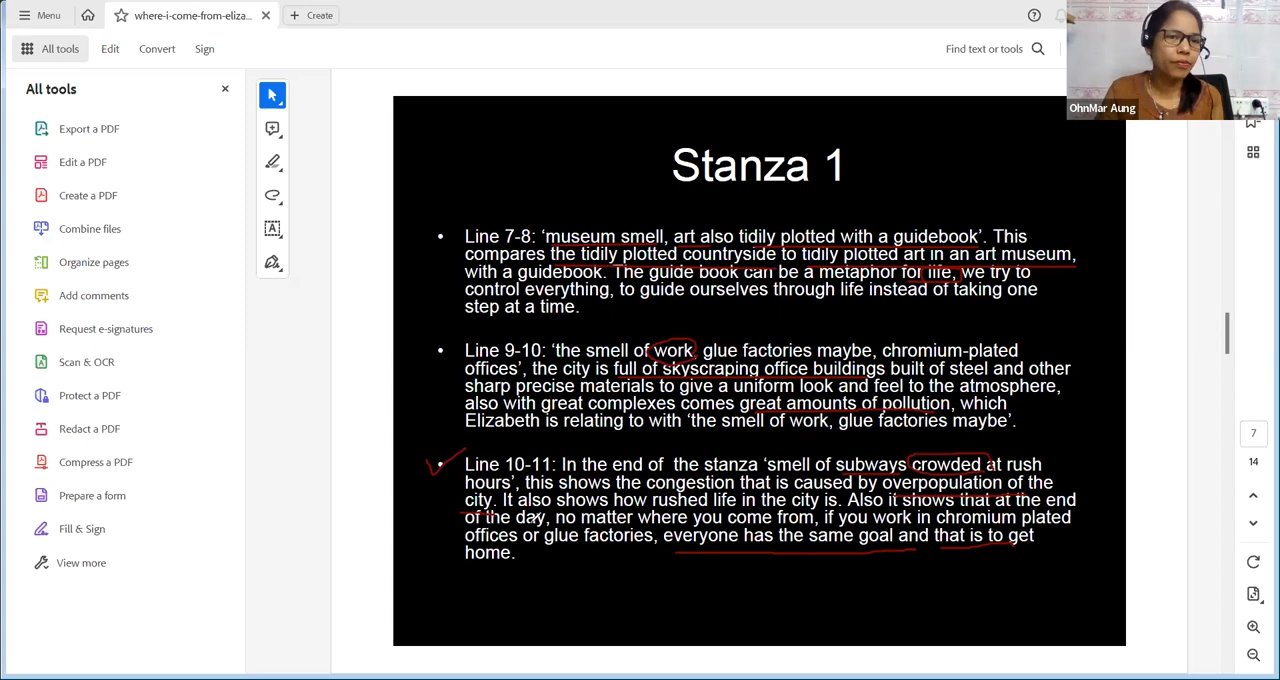 Menu
where-i-come-from-eliza...
Create
All tools
Edit
Convert
Sign
Find text or tools
OhnMar Aung
All tools
Export a PDF
Edit a PDF
Create a PDF
Combine files
Organize pages
Add comments
Request e-signatures
Scan & OCR
Protect a PDF
Redact a PDF
Compress a PDF
Prepare a form
Fill & Sign
View more
Stanza 1
• Line 7-8: ‘museum smell, art also tidily plotted with a guidebook’. This
compares the tidily plotted countryside to tidily plotted art in an art museum,
with a guidebook. The guide book can be a metaphor for life, we try to
control everything, to guide ourselves through life instead of taking one
step at a time.
• Line 9-10: ‘the smell of work, glue factories maybe, chromium-plated
offices’, the city is full of skyscraping office buildings built of steel and other
sharp precise materials to give a uniform look and feel to the atmosphere,
also with great complexes comes great amounts of pollution, which
Elizabeth is relating to with ‘the smell of work, glue factories maybe’.
• Line 10-11: In the end of the stanza ‘smell of subways crowded at rush
hours’, this shows the congestion that is caused by overpopulation of the
city. It also shows how rushed life in the city is. Also it shows that at the end
of the day, no matter where you come from, if you work in chromium plated
offices or glue factories, everyone has the same goal and that is to get
home.
7
14